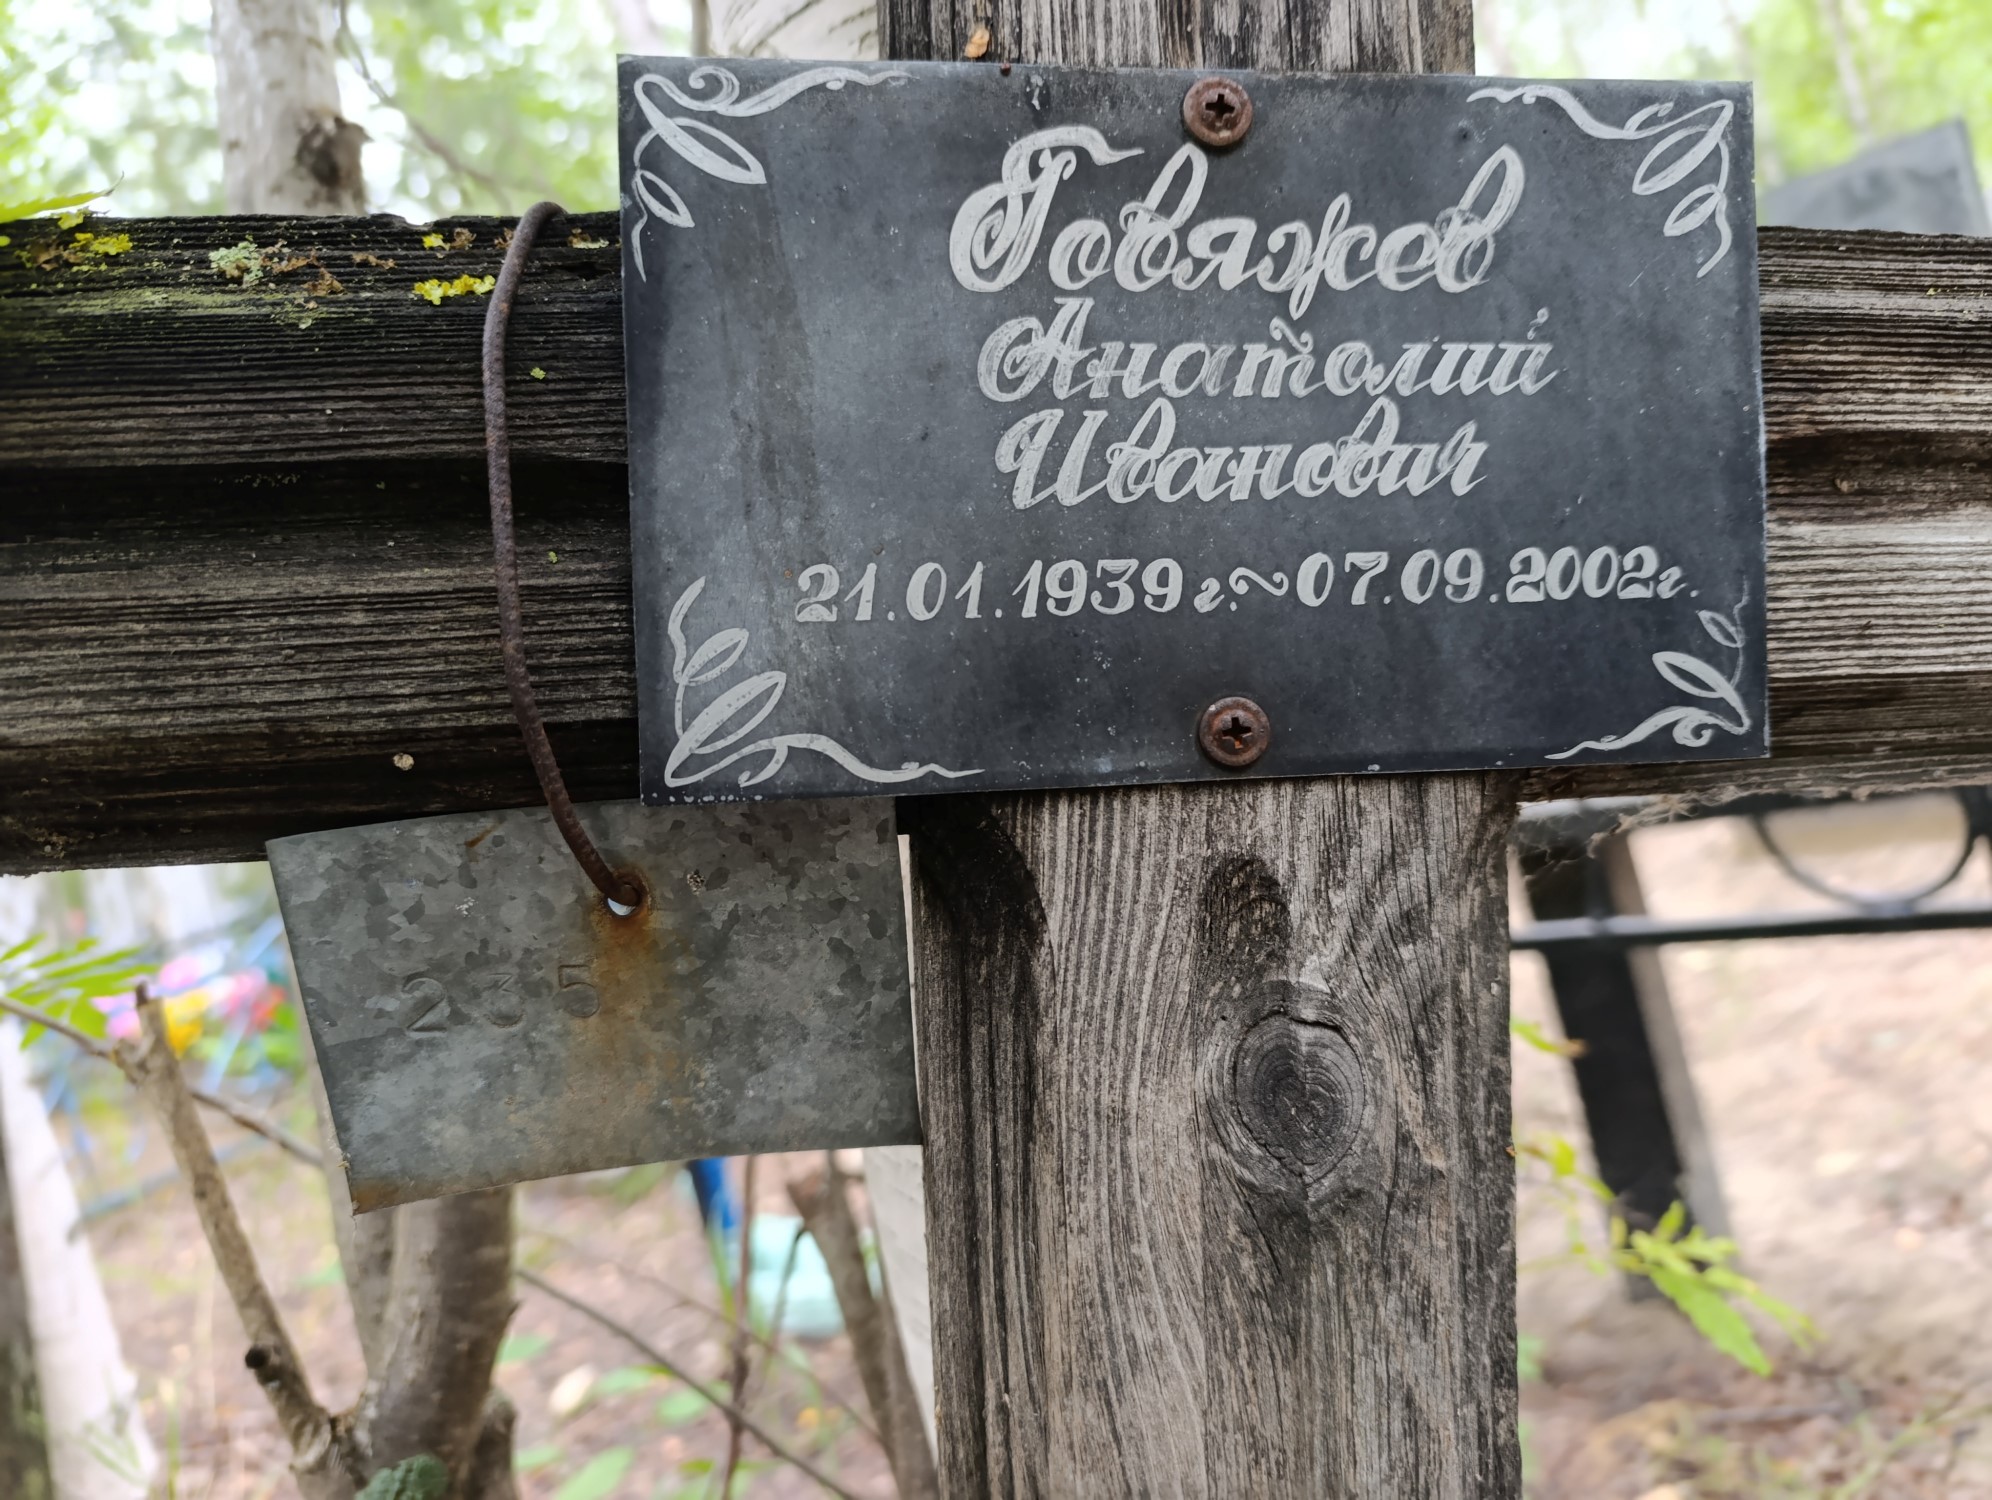 Говяжев
Анатолий
Иванович
21.01.1939г.~07.09.2002г.
235